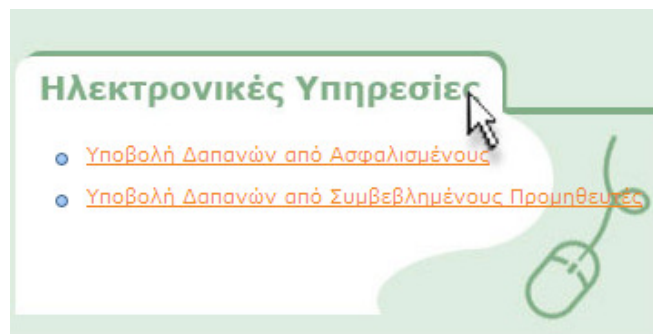 Ηλεκτρονικές Υπηρεσίες
Υποβολή Δαπανών από Ασφαλισμένους
Υποβολή Δαπανών από Συμβεβλημένους Προμηθευτές